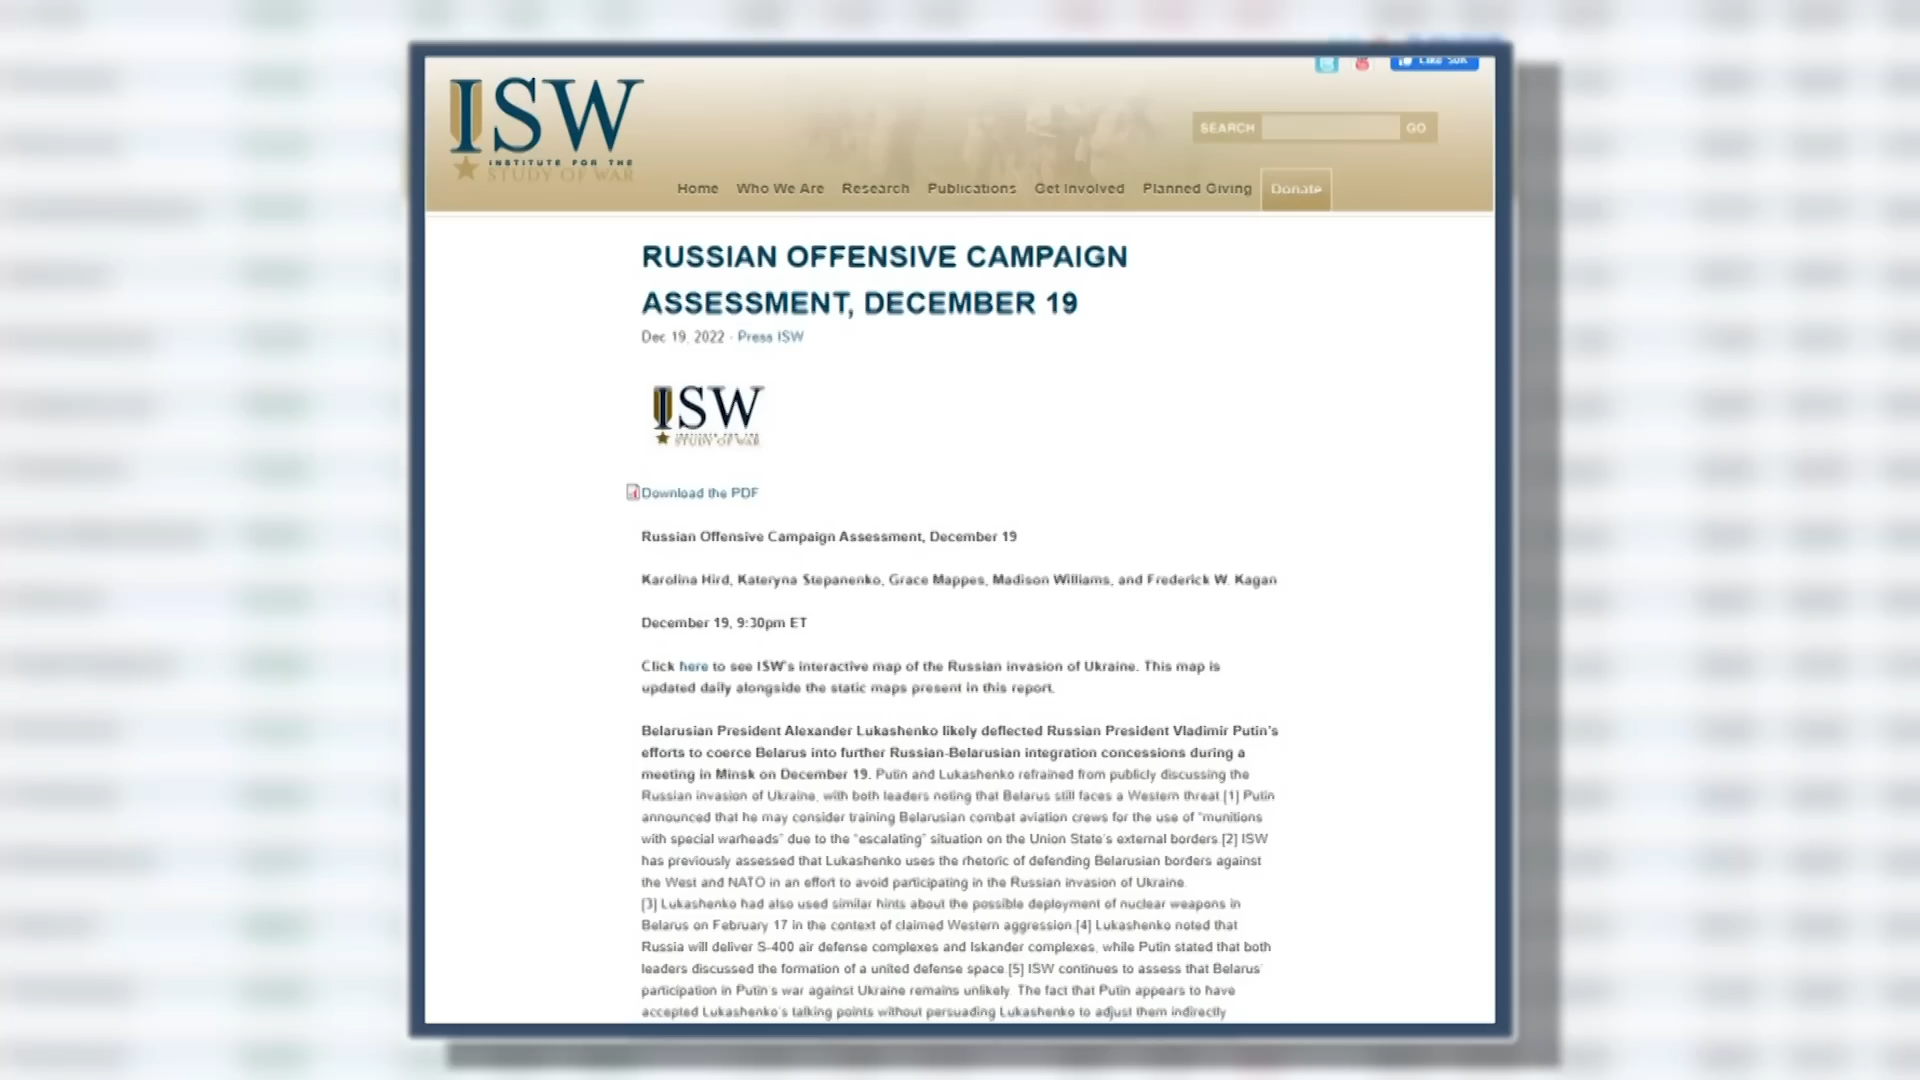 Like 50K
ISW
INSTITUTE FOR THE
STUDY OF WAR
SEARCH
GO
Home Who We Are Research Publications Get Involved Planned Giving Donate
RUSSIAN OFFENSIVE CAMPAIGN
ASSESSMENT, DECEMBER 19
Dec 19, 2022 - Press ISW
ISW
INSTITUTE FOR THE
STUDY OF WAR
Download the PDF
Russian Offensive Campaign Assessment, December 19
Karolina Hird, Kateryna Stepanenko, Grace Mappes, Madison Williams, and Frederick W. Kagan
December 19, 9:30pm ET
Click here to see ISW's interactive map of the Russian invasion of Ukraine. This map is
updated daily alongside the static maps present in this report.
Belarusian President Alexander Lukashenko likely deflected Russian President Vladimir Putin's
efforts to coerce Belarus into further Russian-Belarusian integration concessions during a
meeting in Minsk on December 19. Putin and Lukashenko refrained from publicly discussing the
Russian invasion of Ukraine, with both leaders noting that Belarus still faces a Western threat.[1] Putin
announced that he may consider training Belarusian combat aviation crews for the use of "munitions
with special warheads" due to the "escalating" situation on the Union State's external borders.[2] ISW
has previously assessed that Lukashenko uses the rhetoric of defending Belarusian borders against
the West and NATO in an effort to avoid participating in the Russian invasion of Ukraine.
[3] Lukashenko had also used similar hints about the possible deployment of nuclear weapons in
Belarus on February 17 in the context of claimed Western aggression.[4] Lukashenko noted that
Russia will deliver S-400 air defense complexes and Iskander complexes, while Putin stated that both
leaders discussed the formation of a united defense space.[5] ISW continues to assess that Belarus'
participation in Putin's war against Ukraine remains unlikely. The fact that Putin appears to have
accepted Lukashenko's talking points without persuading Lukashenko to adjust them indirectly